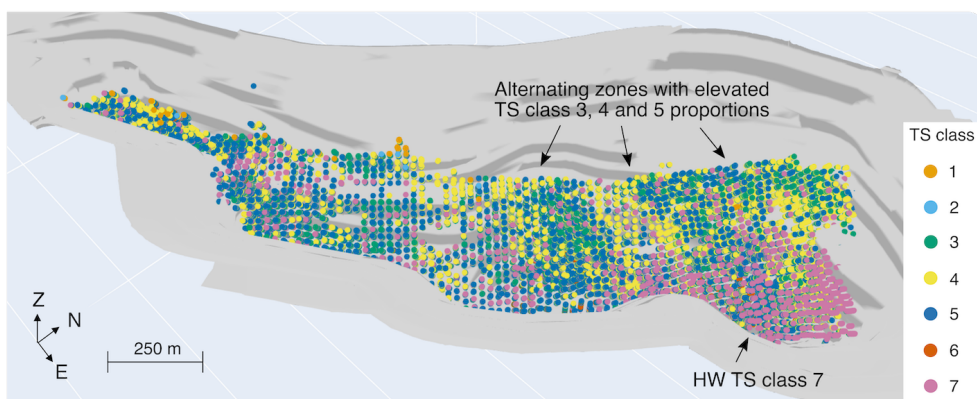 Alternating zones with elevated
TS class 3, 4 and 5 proportions
TS class
1
2
3
4
5
6
7
Z
N
E
250 m
HW TS class 7